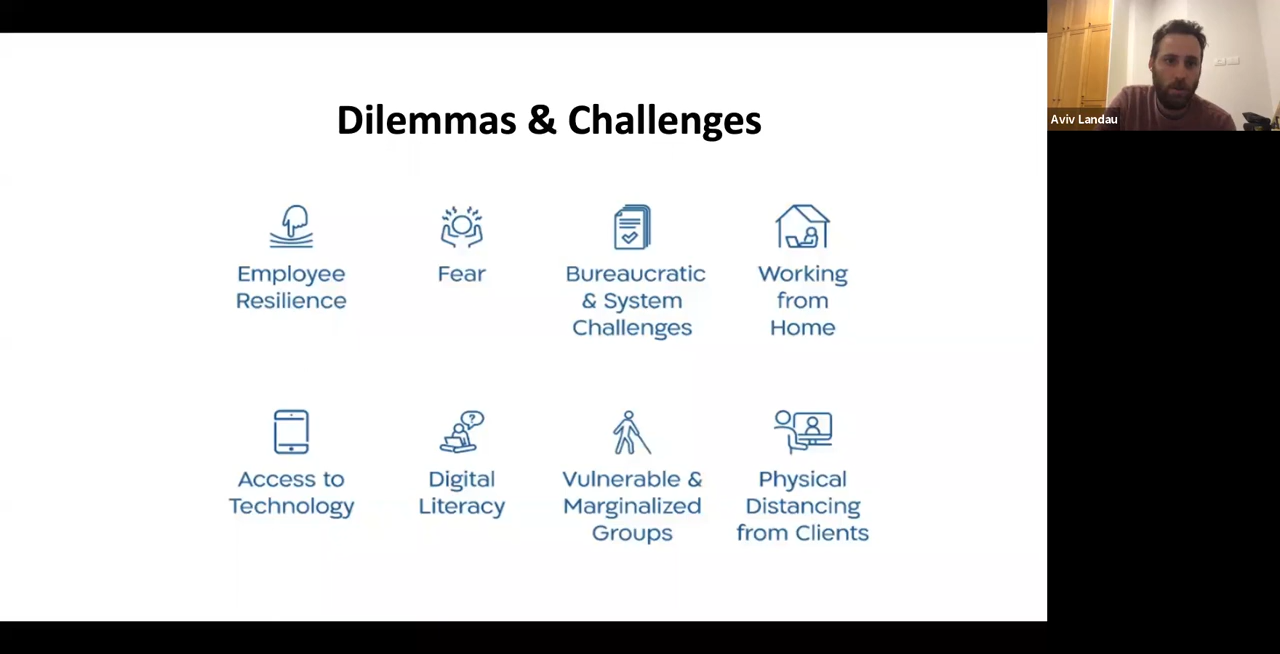 Dilemmas & Challenges
Aviv Landau
Employee
Resilience
Fear
Bureaucratic
& System
Challenges
Working
from
Home
?
Access to
Technology
Digital
Literacy
Vulnerable &
Marginalized
Groups
Physical
Distancing
from Clients